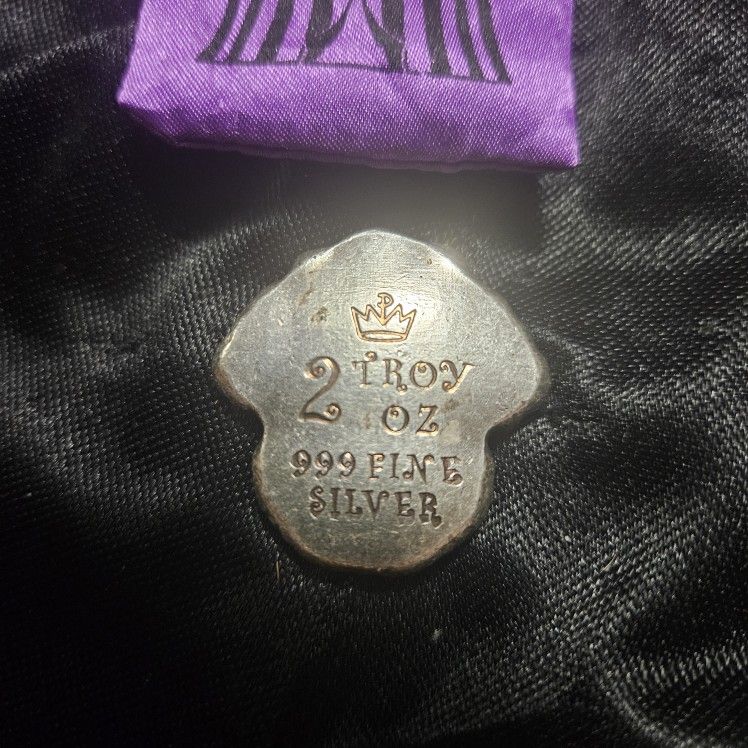 P
2 TROY
OZ
999 FINE
SILVER